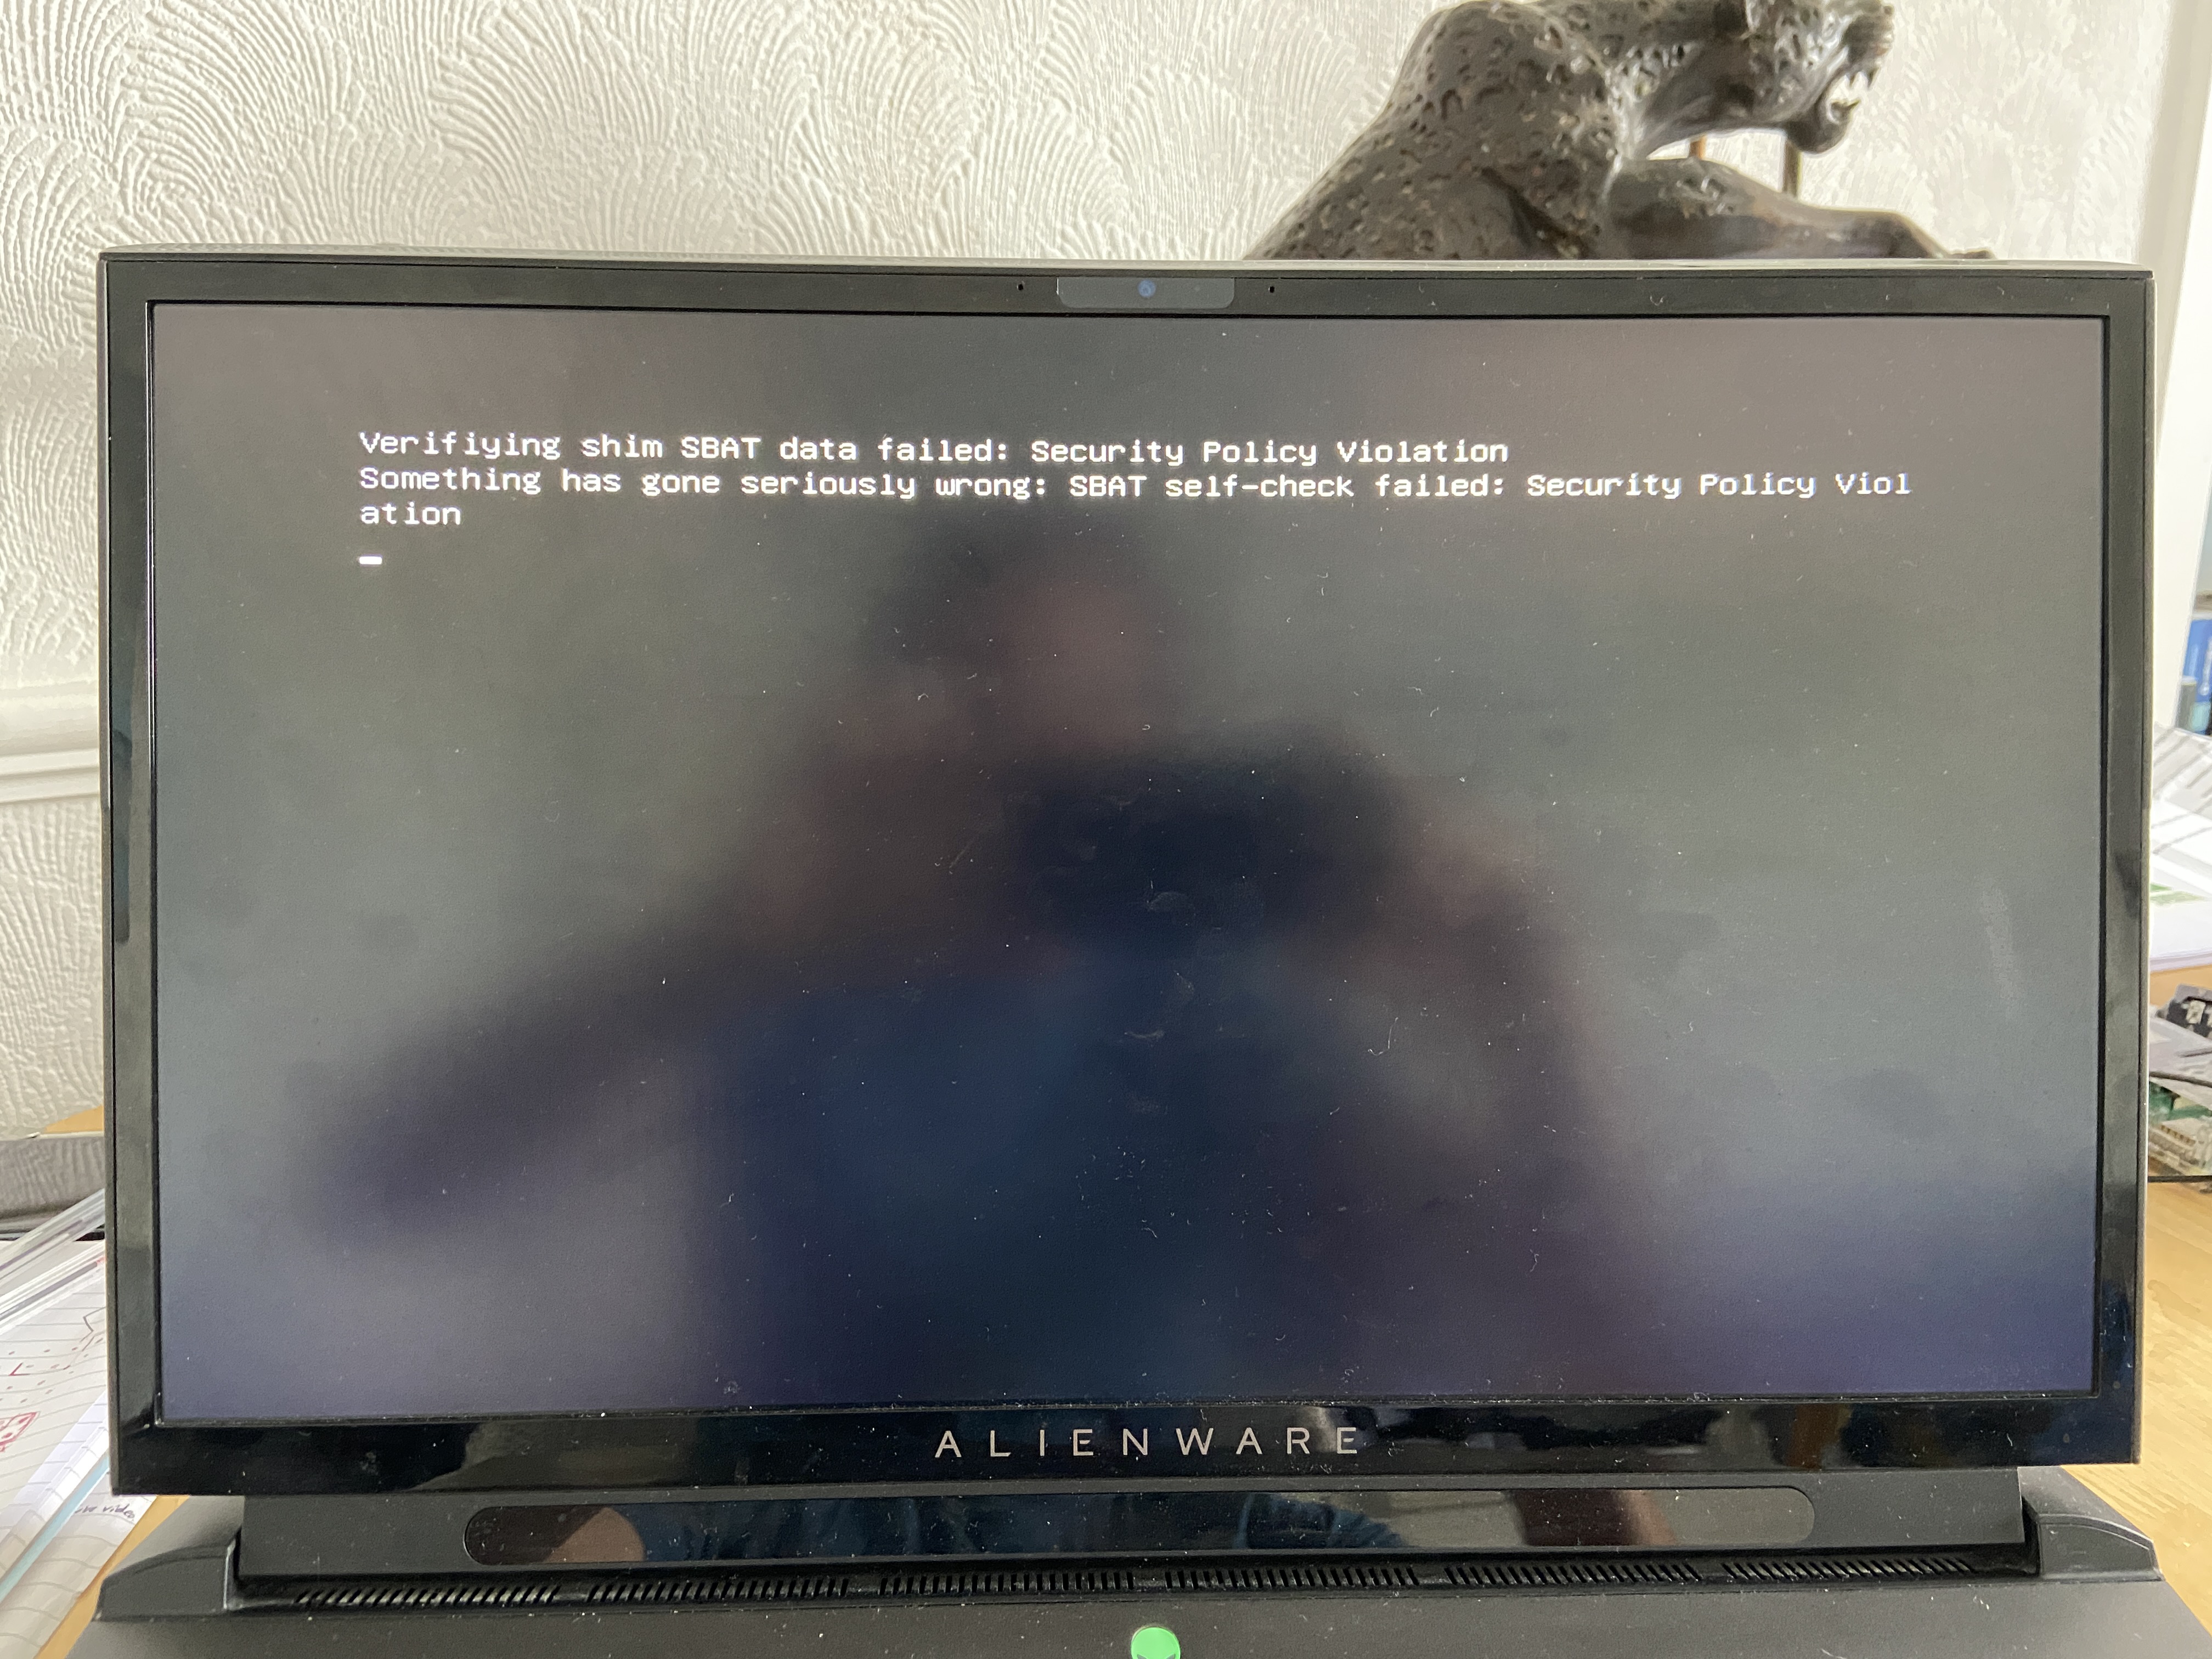 Verifiying shim SBAT data failed: Security Policy Violation
Something has gone seriously wrong: SBAT self-check failed: Security Policy Viol
ation
ALIENWARE